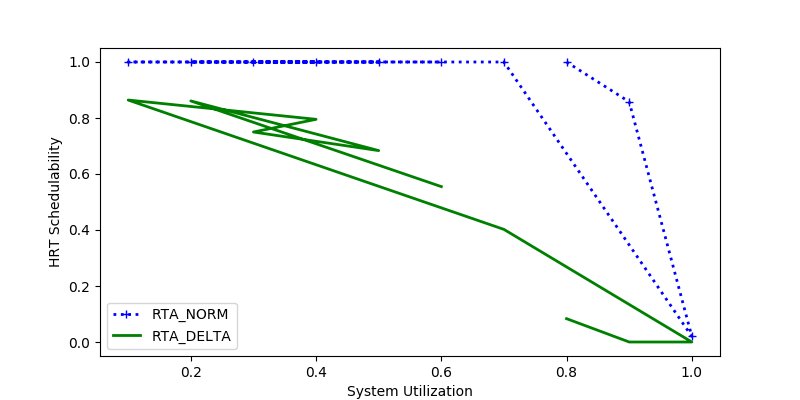 1.0
0.8
0.6
0.4
0.2
0.0
HRT Schedulability
RTA_NORM
RTA_DELTA
0.2 0.4 0.6 0.8 1.0
System Utilization